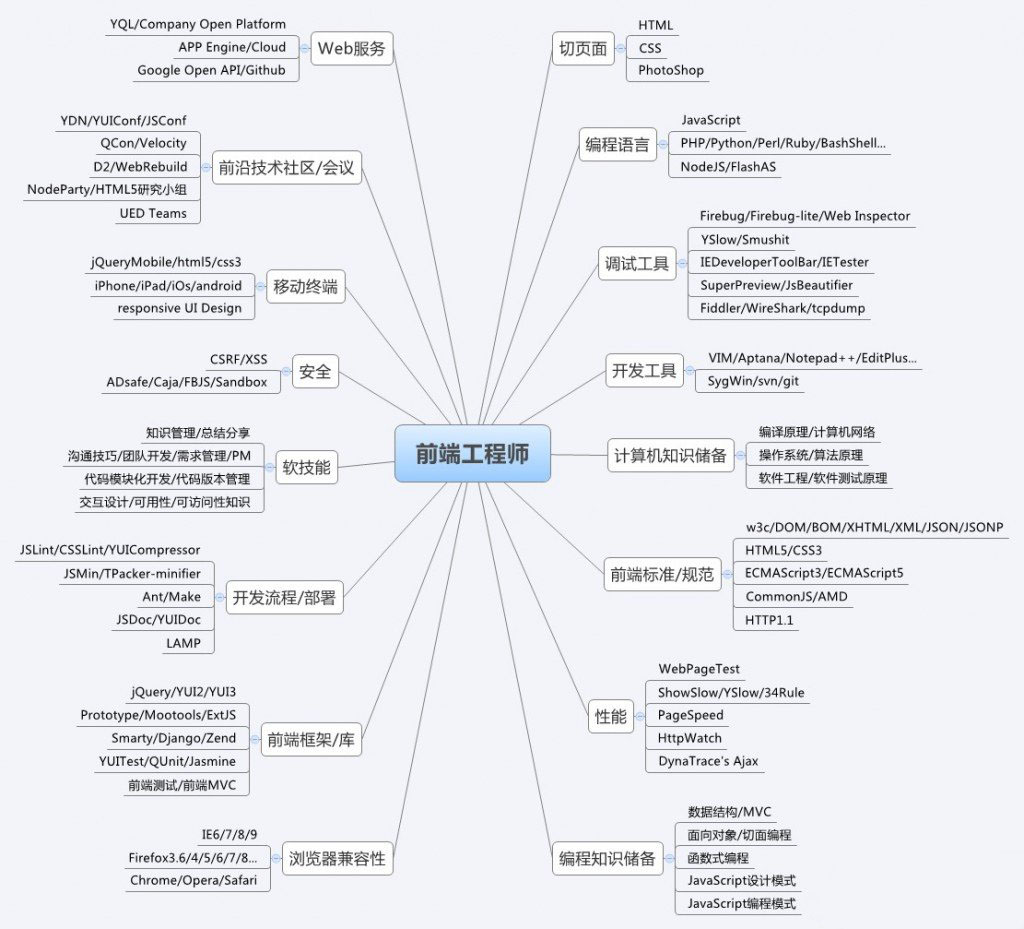 前端工程师
切页面
HTML
CSS
PhotoShop
编程语言
JavaScript
PHP/Python/Perl/Ruby/BashShell...
NodeJS/FlashAS
调试工具
Firebug/Firebug-lite/Web Inspector
YSlow/Smushit
IEDeveloperToolBar/IETester
SuperPreview/JsBeautifier
Fiddler/WireShark/tcpdump
开发工具
VIM/Aptana/Notepad++/EditPlus...
SygWin/svn/git
计算机知识储备
编译原理/计算机网络
操作系统/算法原理
软件工程/软件测试原理
前端标准/规范
w3c/DOM/BOM/XHTML/XML/JSON/JSONP
HTML5/CSS3
ECMAScript3/ECMAScript5
CommonJS/AMD
HTTP1.1
性能
WebPageTest
ShowSlow/YSlow/34Rule
PageSpeed
HttpWatch
DynaTrace's Ajax
编程知识储备
数据结构/MVC
面向对象/切面编程
函数式编程
JavaScript设计模式
JavaScript编程模式
Web服务
YQL/Company Open Platform
APP Engine/Cloud
Google Open API/Github
前沿技术社区/会议
YDN/YUIConf/JSConf
QCon/Velocity
D2/WebRebuild
NodeParty/HTML5研究小组
UED Teams
移动终端
jQueryMobile/html5/css3
iPhone/iPad/iOs/android
responsive UI Design
安全
CSRF/XSS
ADsafe/Caja/FBJS/Sandbox
软技能
知识管理/总结分享
沟通技巧/团队开发/需求管理/PM
代码模块化开发/代码版本管理
交互设计/可用性/可访问性知识
开发流程/部署
JSLint/CSSLint/YUICompressor
JSMin/TPacker-minifier
Ant/Make
JSDoc/YUIDoc
LAMP
前端框架/库
jQuery/YUI2/YUI3
Prototype/Mootools/ExtJS
Smarty/Django/Zend
YUITest/QUnit/Jasmine
前端测试/前端MVC
浏览器兼容性
IE6/7/8/9
Firefox3.6/4/5/6/7/8...
Chrome/Opera/Safari